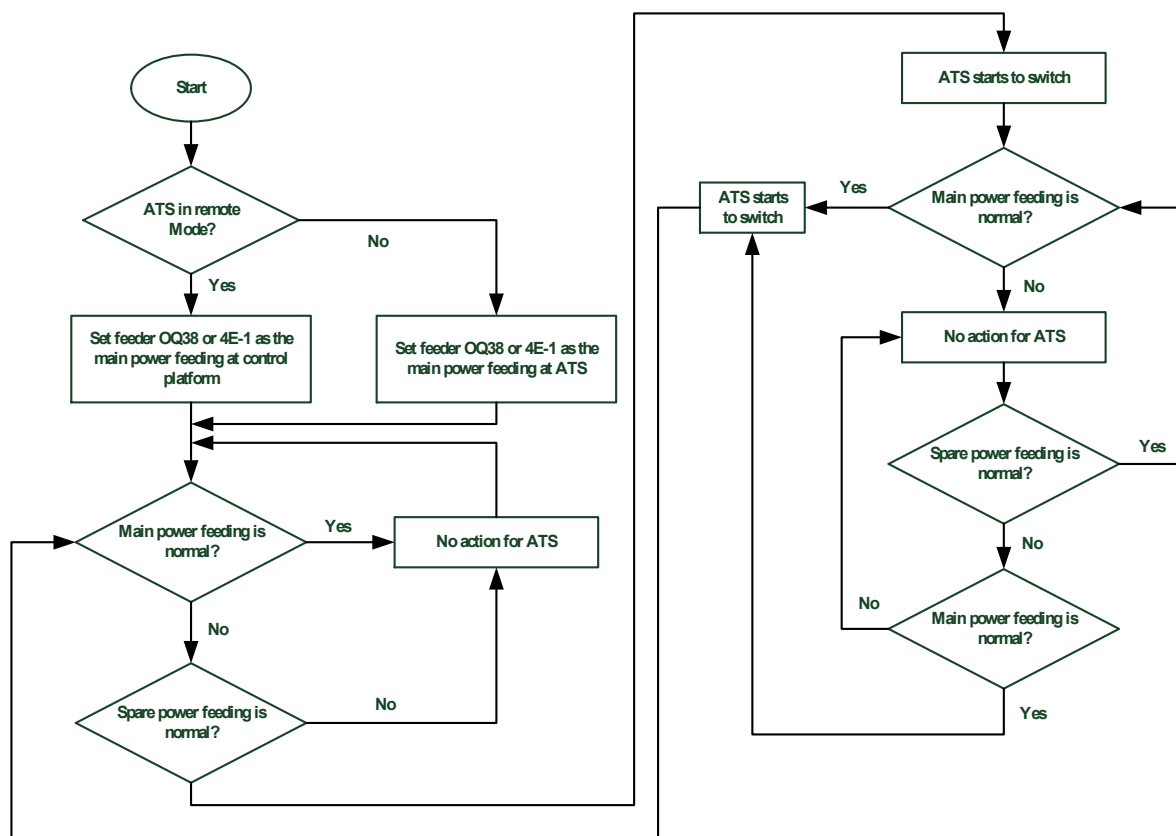 Start
ATS in remote
Mode?
No
Yes
Set feeder OQ38 or 4E-1 as the
main power feeding at control
platform
Set feeder OQ38 or 4E-1 as the
main power feeding at ATS
Main power feeding is
normal?
Yes
No action for ATS
No
Spare power feeding is
normal?
No
ATS starts to switch
Main power feeding is
normal?
Yes
ATS starts
to switch
No
No action for ATS
Spare power feeding is
normal?
Yes
No
Main power feeding is
normal?
No
Yes